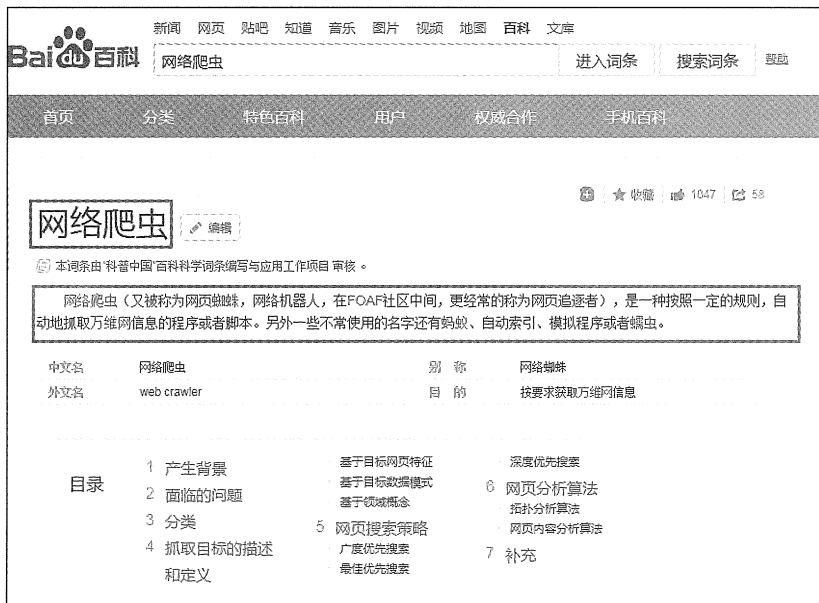 新闻 网页 贴吧 知道 音乐 图片 视频 地图 百科 文库
Bai du 百科
网络爬虫 进入词条 搜索词条 帮助
首页 分类 特色百科 用户 权威合作 手机百科
收藏 1047 58
网络爬虫 编辑
本词条由“科普中国”百科科学词条编写与应用工作项目 审核 。
网络爬虫（又被称为网页蜘蛛，网络机器人，在FOAF社区中间，更经常的称为网页追逐者），是一种按照一定的规则，自
动地抓取万维网信息的程序或者脚本。另外一些不常使用的名字还有蚂蚁、自动索引、模拟程序或者蠕虫。
中文名 网络爬虫 别 称 网络蜘蛛
外文名 web crawler 目 的 按要求获取万维网信息
目录
1 产生背景
2 面临的问题
3 分类
4 抓取目标的描述
和定义
基于目标网页特征
基于目标数据模式
基于领域概念
5 网页搜索策略
广度优先搜索
最佳优先搜索
深度优先搜索
6 网页分析算法
拓扑分析算法
网页内容分析算法
7 补充